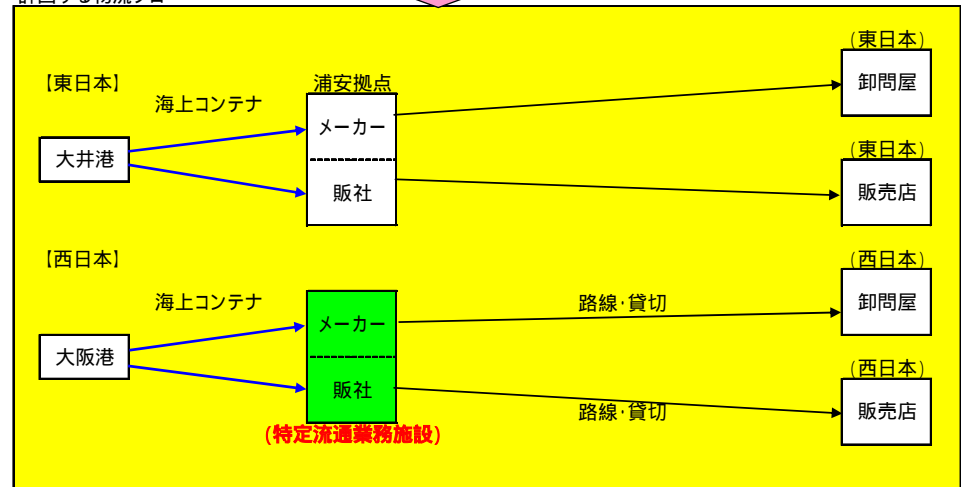 計画する物流フロー
(東日本)
【東日本】
浦安拠点
卸問屋
海上コンテナ
メーカー
大井港
(東日本)
販社
販売店
【西日本】
(西日本)
海上コンテナ
路線・貸切
卸問屋
メーカー
大阪港
(西日本)
販社
路線・貸切
販売店
(特定流通業務施設)